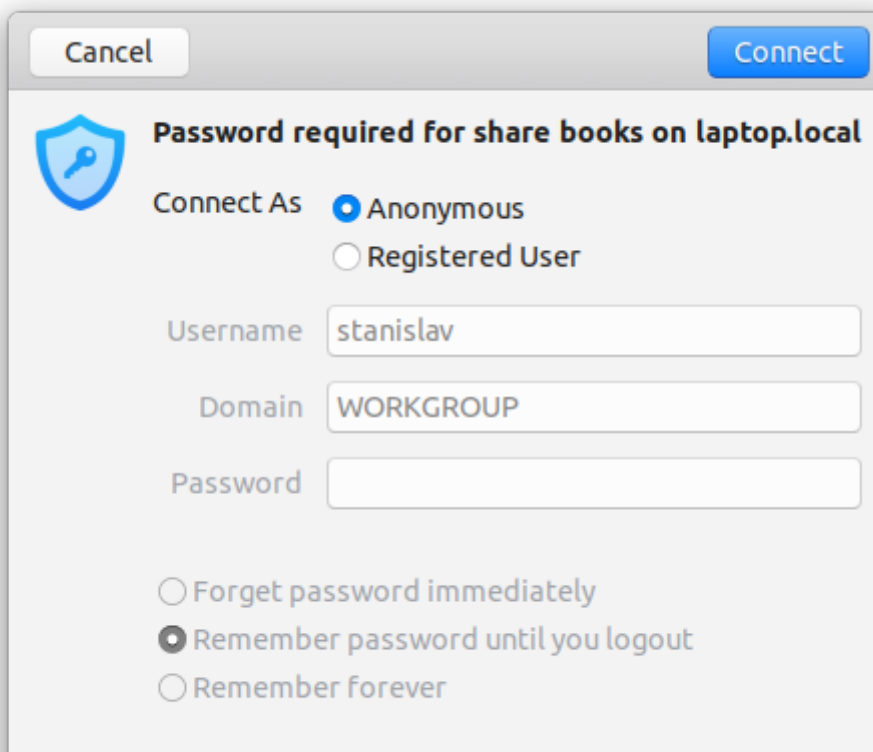 Cancel Connect
Password required for share books on laptop.local
Connect As Anonymous
Registered User
Username stanislav
Domain WORKGROUP
Password
Forget password immediately
Remember password until you logout
Remember forever